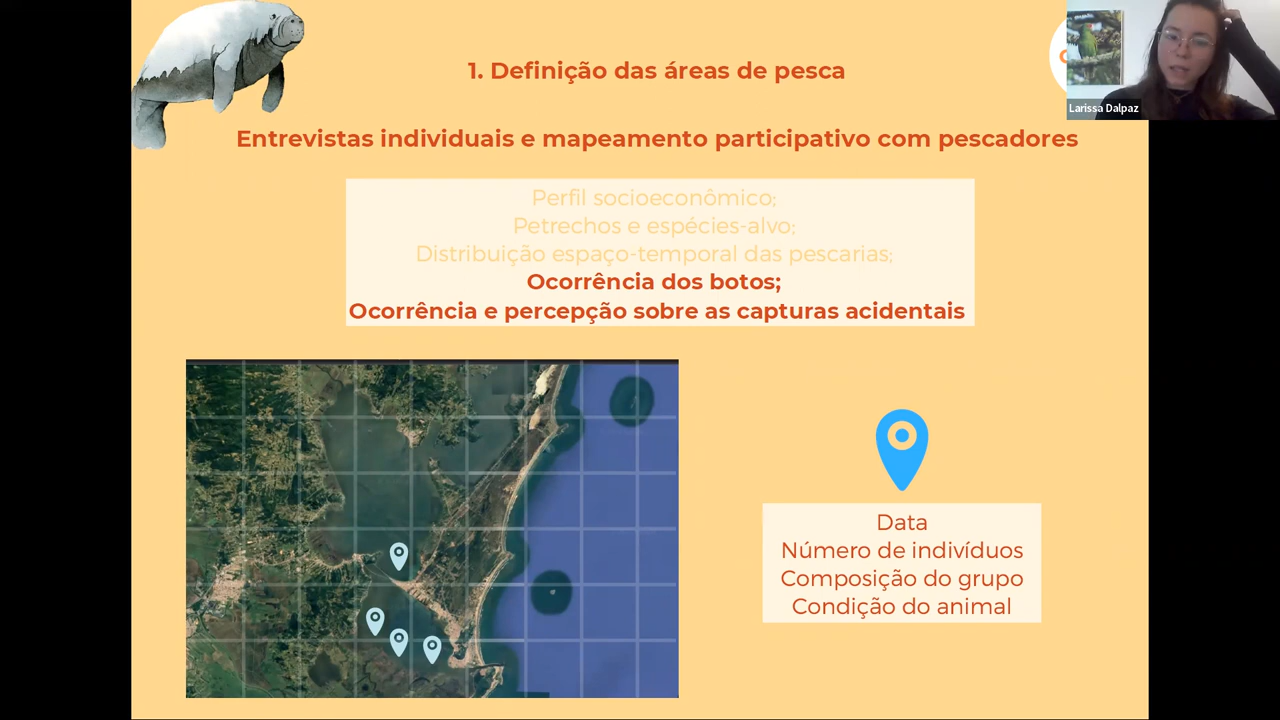 1. Definição das áreas de pesca
Larissa Dalpaz
Entrevistas individuais e mapeamento participativo com pescadores
Perfil socioeconômico;
Petrechos e espécies-alvo;
Distribuição espaço-temporal das pescarias;
Ocorrência dos botos;
Ocorrência e percepção sobre as capturas acidentais
Data
Número de indivíduos
Composição do grupo
Condição do animal